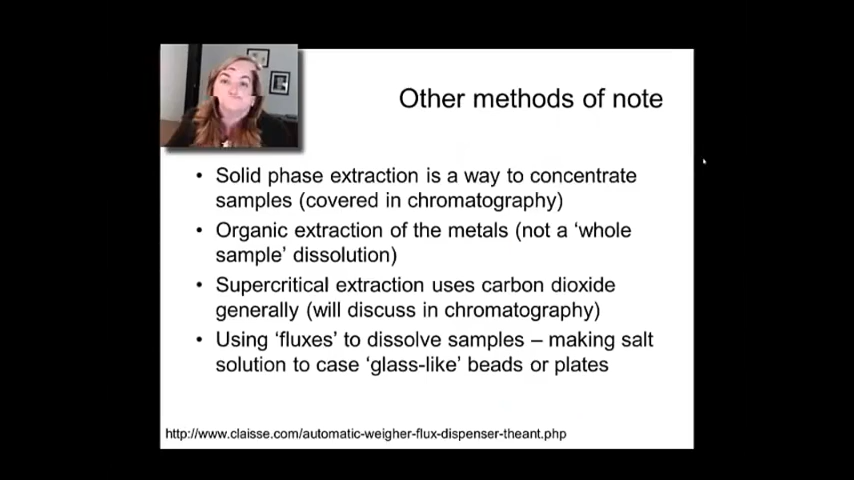 Other methods of note
• Solid phase extraction is a way to concentrate
samples (covered in chromatography)
• Organic extraction of the metals (not a ‘whole
sample’ dissolution)
• Supercritical extraction uses carbon dioxide
generally (will discuss in chromatography)
• Using ‘fluxes’ to dissolve samples – making salt
solution to case ‘glass-like’ beads or plates
http://www.claisse.com/automatic-weigher-flux-dispenser-theant.php